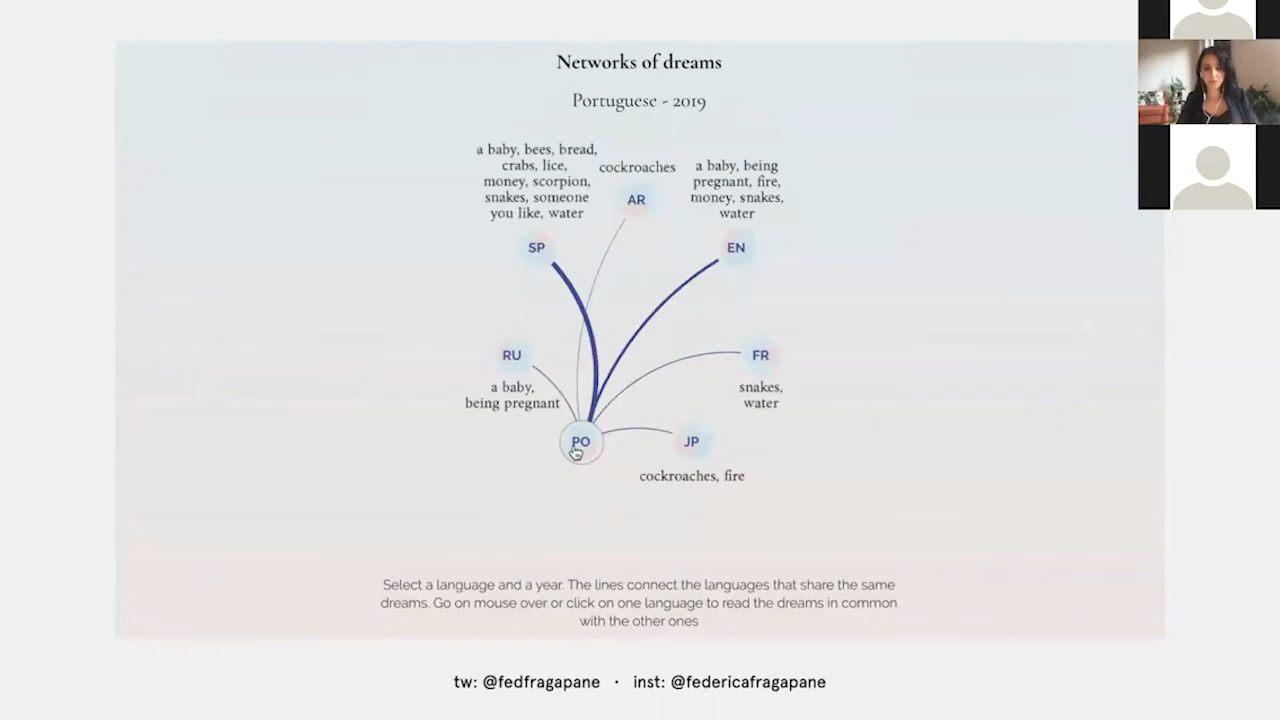 Networks of dreams
Portuguese - 2019
a baby, bees, bread,
crabs, lice,
money, scorpion,
snakes, someone
you like, water
cockroaches
a baby, being
pregnant, fire,
money, snakes,
water
AR
SP
EN
RU
a baby,
being pregnant
FR
snakes,
water
PO
JP
cockroaches, fire
Select a language and a year. The lines connect the languages that share the same
dreams. Go on mouse over or click on one language to read the dreams in common
with the other ones
tw: @fedfragapane · inst: @federicafragapane